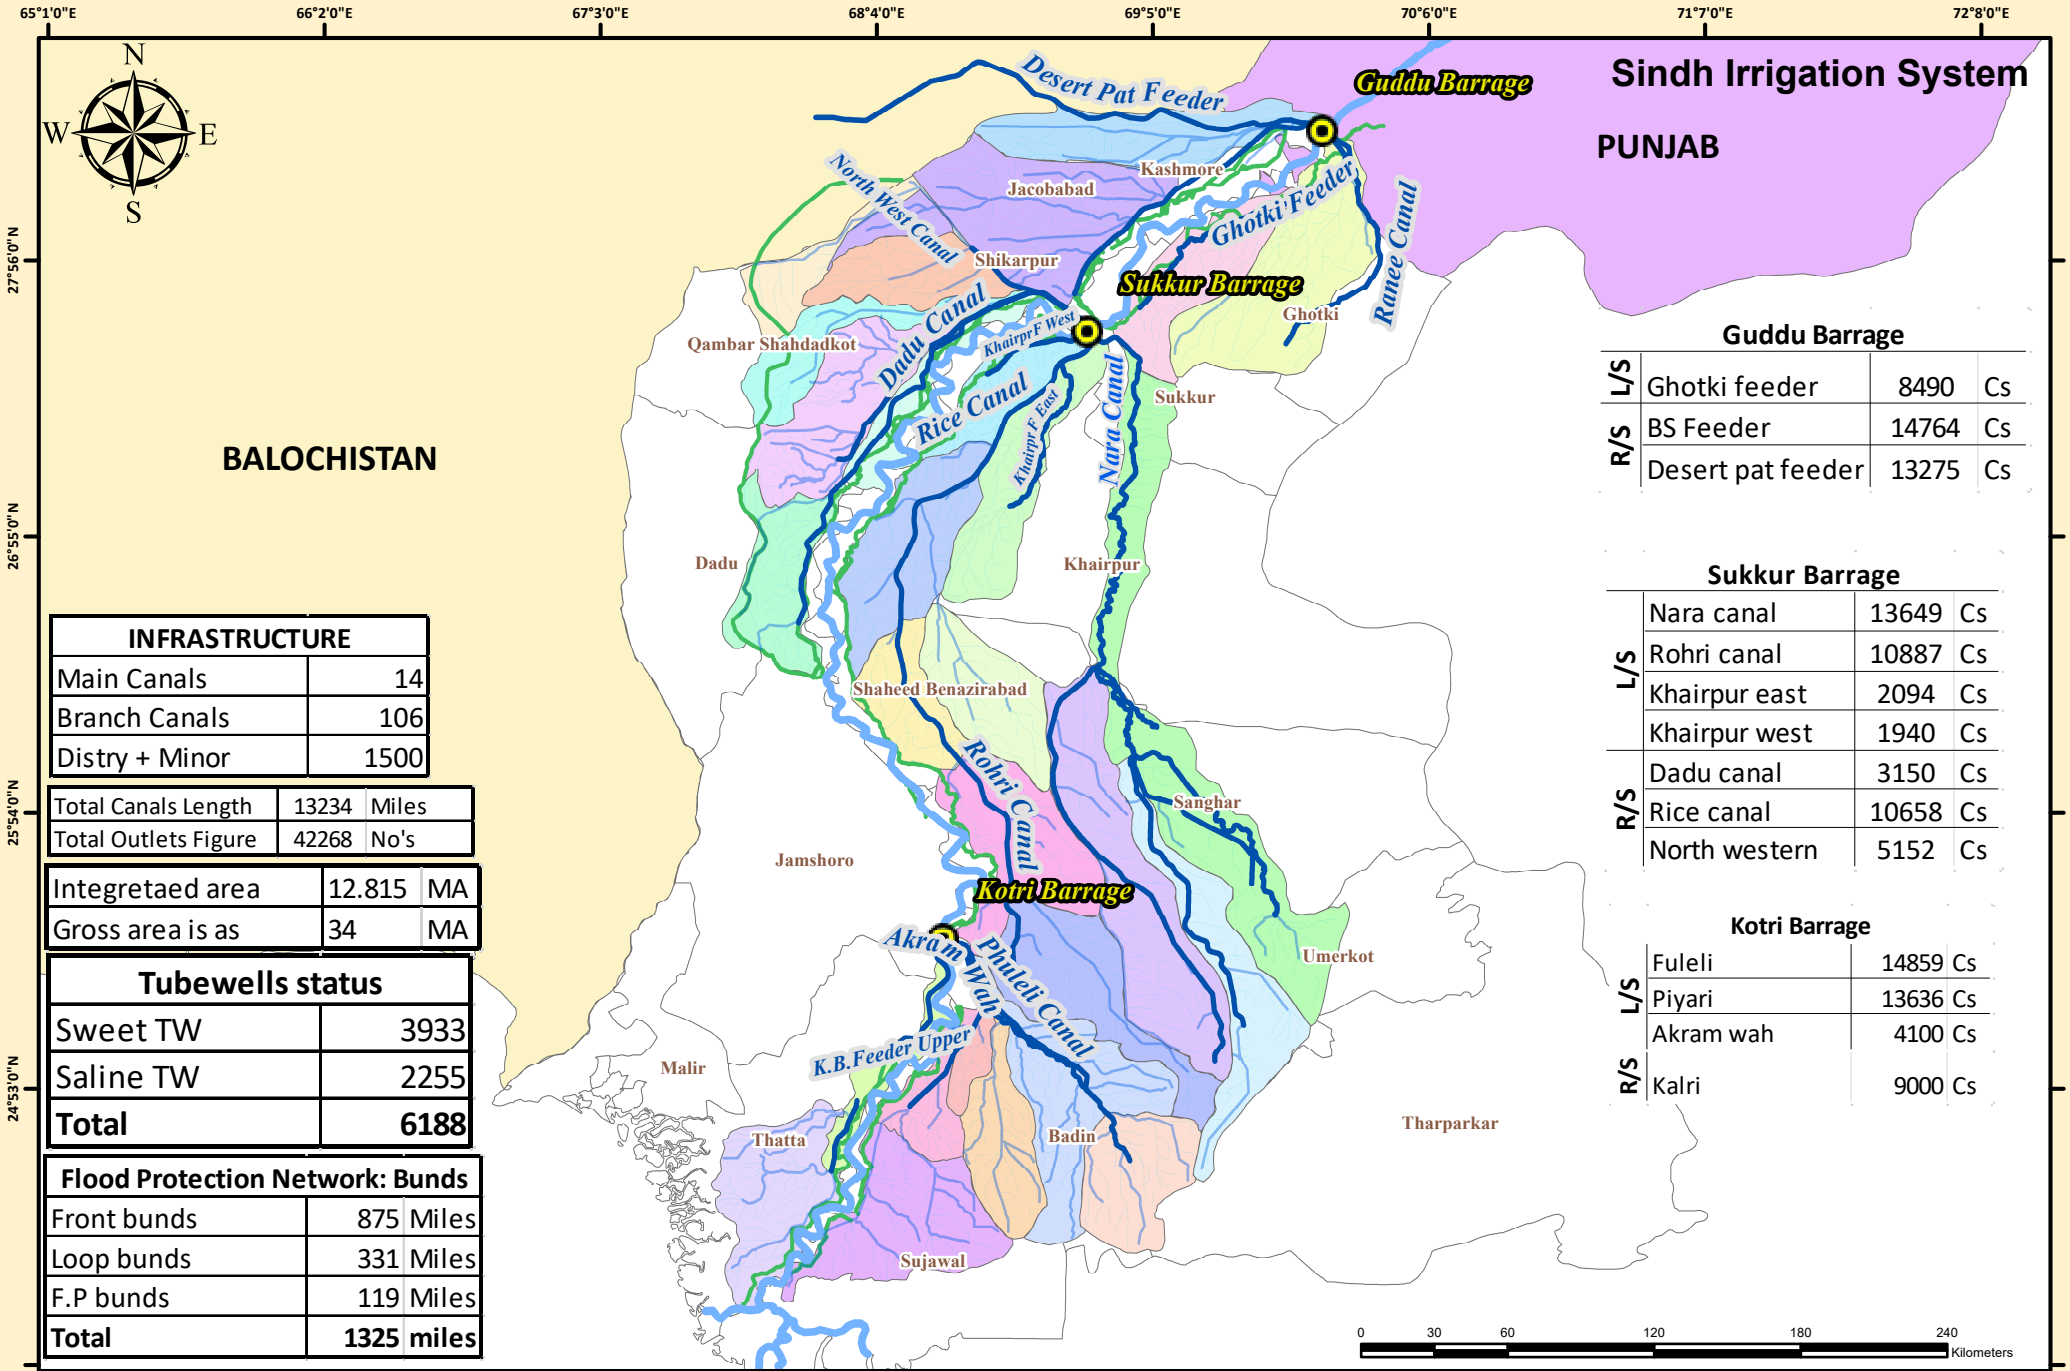 65°1'0"E 66°2'0"E 67°3'0"E 68°4'0"E 69°5'0"E 70°6'0"E 71°7'0"E 72°8'0"E
27°56'0"N
26°55'0"N
25°54'0"N
24°53'0"N
N
W E
S
Sindh Irrigation System
PUNJAB
BALOCHISTAN
Guddu Barrage
Desert Pat Feeder
Kashmore
Jacobabad
North West Canal
Ghotki Feeder
Ranee Canal
Shikarpur
Sukkur Barrage
Ghotki
Dadu Canal
Khairpr F West
Qambar Shahdadkot
Rice Canal
Khairpr F East
Nara Canal
Sukkur
Dadu
Khairpur
Shaheed Benazirabad
Rohri Canal
Sanghar
Jamshoro
Kotri Barrage
Akram Wah
Phuleli Canal
Umerkot
K.B.Feeder Upper
Malir
Thatta
Badin
Tharparkar
Sujawal
INFRASTRUCTURE
Main Canals 14
Branch Canals 106
Distry + Minor 1500
Total Canals Length 13234 Miles
Total Outlets Figure 42268 No's
Integretaed area 12.815 MA
Gross area is as 34 MA
Tubewells status
Sweet TW 3933
Saline TW 2255
Total 6188
Flood Protection Network: Bunds
Front bunds 875 Miles
Loop bunds 331 Miles
F.P bunds 119 Miles
Total 1325 miles
Guddu Barrage
L/S
Ghotki feeder 8490 Cs
R/S
BS Feeder 14764 Cs
Desert pat feeder 13275 Cs
Sukkur Barrage
L/S
Nara canal 13649 Cs
Rohri canal 10887 Cs
Khairpur east 2094 Cs
Khairpur west 1940 Cs
R/S
Dadu canal 3150 Cs
Rice canal 10658 Cs
North western 5152 Cs
Kotri Barrage
L/S
Fuleli 14859 Cs
Piyari 13636 Cs
Akram wah 4100 Cs
R/S
Kalri 9000 Cs
0 30 60 120 180 240
Kilometers